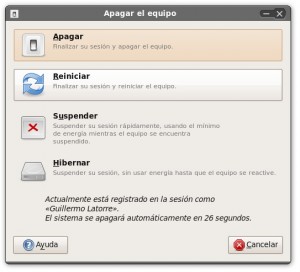 Apagar el equipo
Apagar
Finalizar su sesión y apagar el equipo.
Reiniciar
Finalizar su sesión y reiniciar el equipo.
Suspender
Suspender su sesión rápidamente, usando el mínimo
de energía mientras el equipo se encuentra
suspendido.
Hibernar
Suspender su sesión, sin usar energía hasta que el equipo se reactive.
Actualmente está registrado en la sesión como
«Guillermo Latorre».
El sistema se apagará automáticamente en 26 segundos.
Ayuda
Cancelar